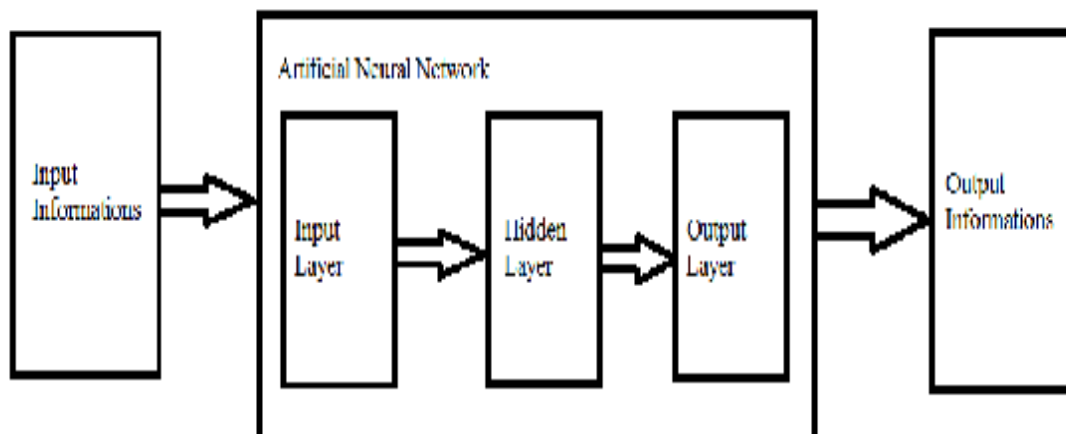 Artificial Neural Network
Input
Informations
Input
Layer
Hidden
Layer
Output
Layer
Output
Informations